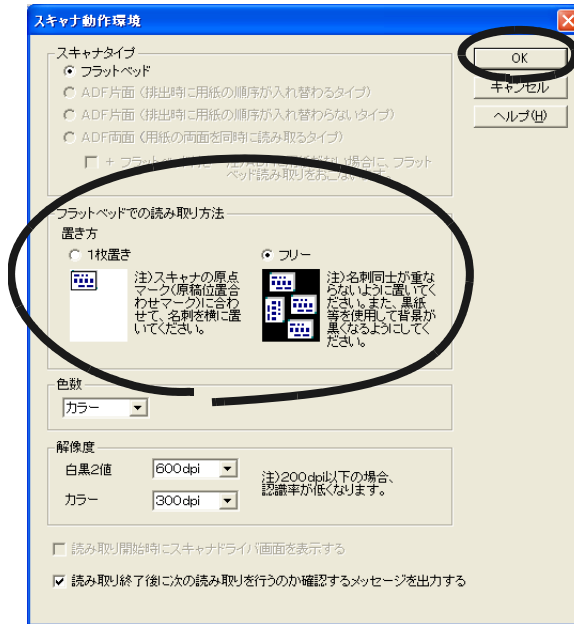 スキャナ動作環境
スキャナタイプ
フラットベッド
ADF片面 (排出時に用紙の順序が入れ替わるタイプ)
ADF片面 (排出時に用紙の順序が入れ替わらないタイプ)
ADF両面 (用紙の両面を同時に読み取るタイプ)
注)ADFに
場合に、フラット
ベッド読み取りをおこないます。
OK
キャンセル
ヘルプ(H)
フラットベッドでの読み取り方法
置き方
1枚置き
注)スキャナの原点
マーク(原稿位置合
わせマーク)に合わ
せて、名刺を横に置
いてください。
フリー
注)名刺同士が重な
らないように置いてく
ださい。また、黒紙
等を使用して背景が
黒くなるようにしてく
ださい。
色数
カラー
解像度
白黒2値
600dpi
カラー
300dpi
注)200dpi以下の場合、
認識率が低くなります。
読み取り開始時にスキャナドライバ画面を表示する
読み取り終了後に次の読み取りを行うのか確認するメッセージを出力する